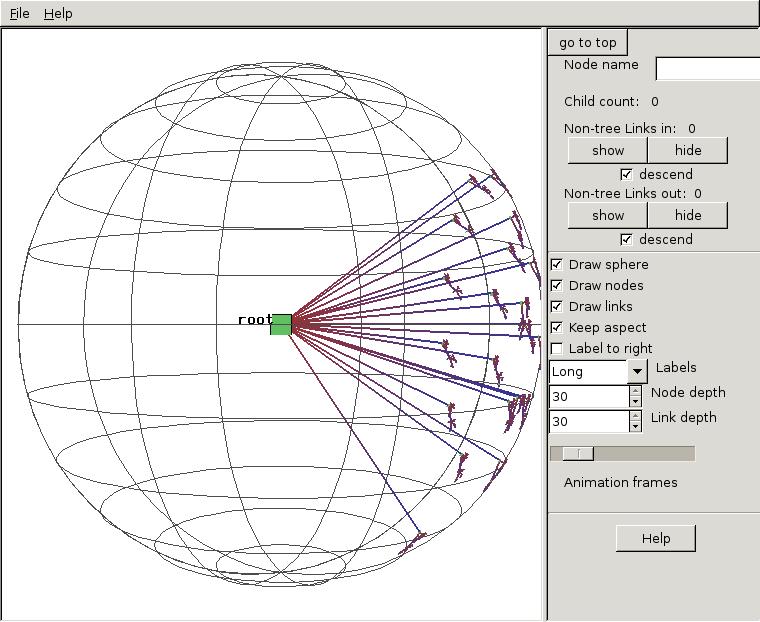 File Help
go to top
Node name
Child count: 0
Non-tree Links in: 0
show hide
descend
Non-tree Links out: 0
show hide
descend
Draw sphere
Draw nodes
Draw links
Keep aspect
Label to right
Long Labels
30 Node depth
30 Link depth
Animation frames
Help
root